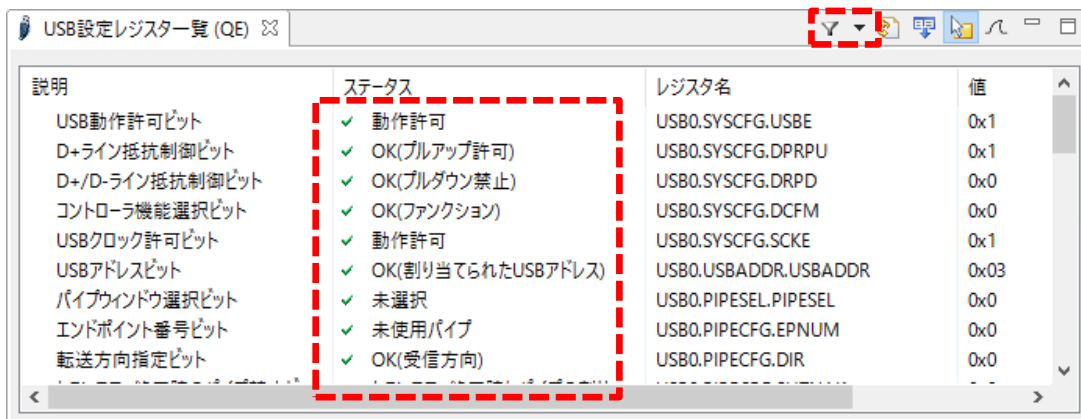 USB設定レジスター覧 (QE)
説明 ステータス レジスタ名 値
USB動作許可ビット 動作許可 USB0.SYSCFG.USBE 0x1
D+ライン抵抗制御ビット OK(プルアップ許可) USB0.SYSCFG.DPRPU 0x1
D+/D-ライン抵抗制御ビット OK(プルダウン禁止) USB0.SYSCFG.DRPD 0x0
コントローラ機能選択ビット OK(ファンクション) USB0.SYSCFG.DCFM 0x0
USBクロック許可ビット 動作許可 USB0.SYSCFG.SCKE 0x1
USBアドレスビット OK(割り当てられたUSBアドレス) USB0.USBADDR.USBADDR 0x03
パイプウィンドウ選択ビット 未選択 USB0.PIPESEL.PIPESEL 0x0
エンドポイント番号ビット 未使用パイプ USB0.PIPECFG.EPNUM 0x0
転送方向指定ビット OK(受信方向) USB0.PIPECFG.DIR 0x0